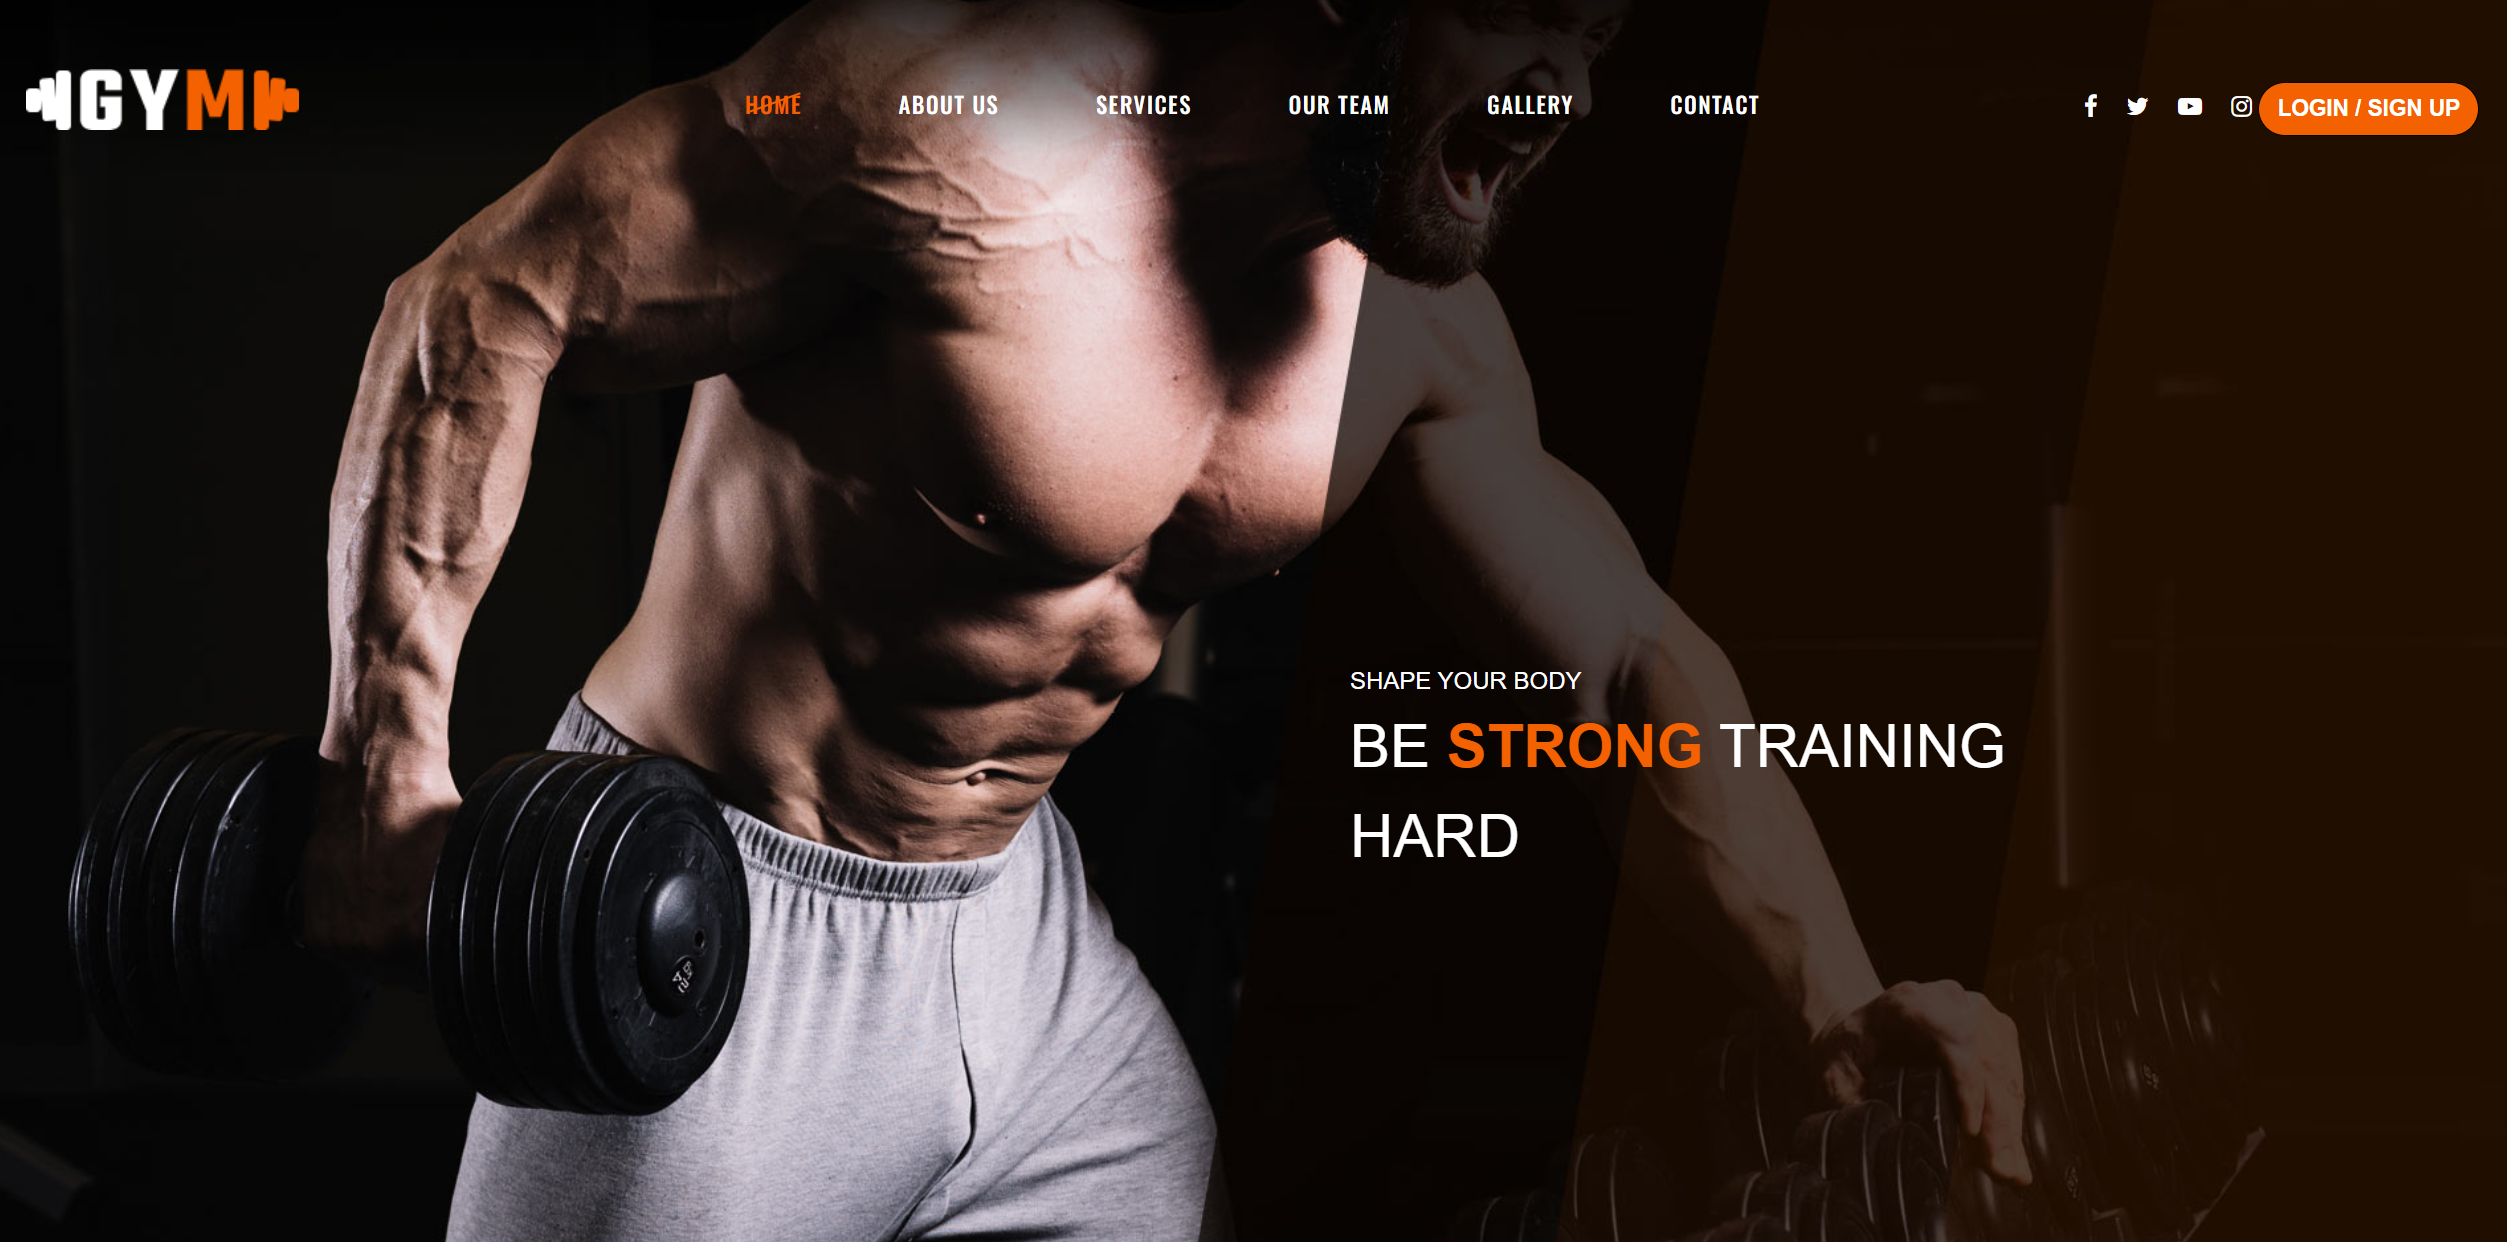 GYM
HOME
ABOUT US
SERVICES
OUR TEAM
GALLERY
CONTACT
LOGIN / SIGN UP
SHAPE YOUR BODY
BE STRONG TRAINING
HARD